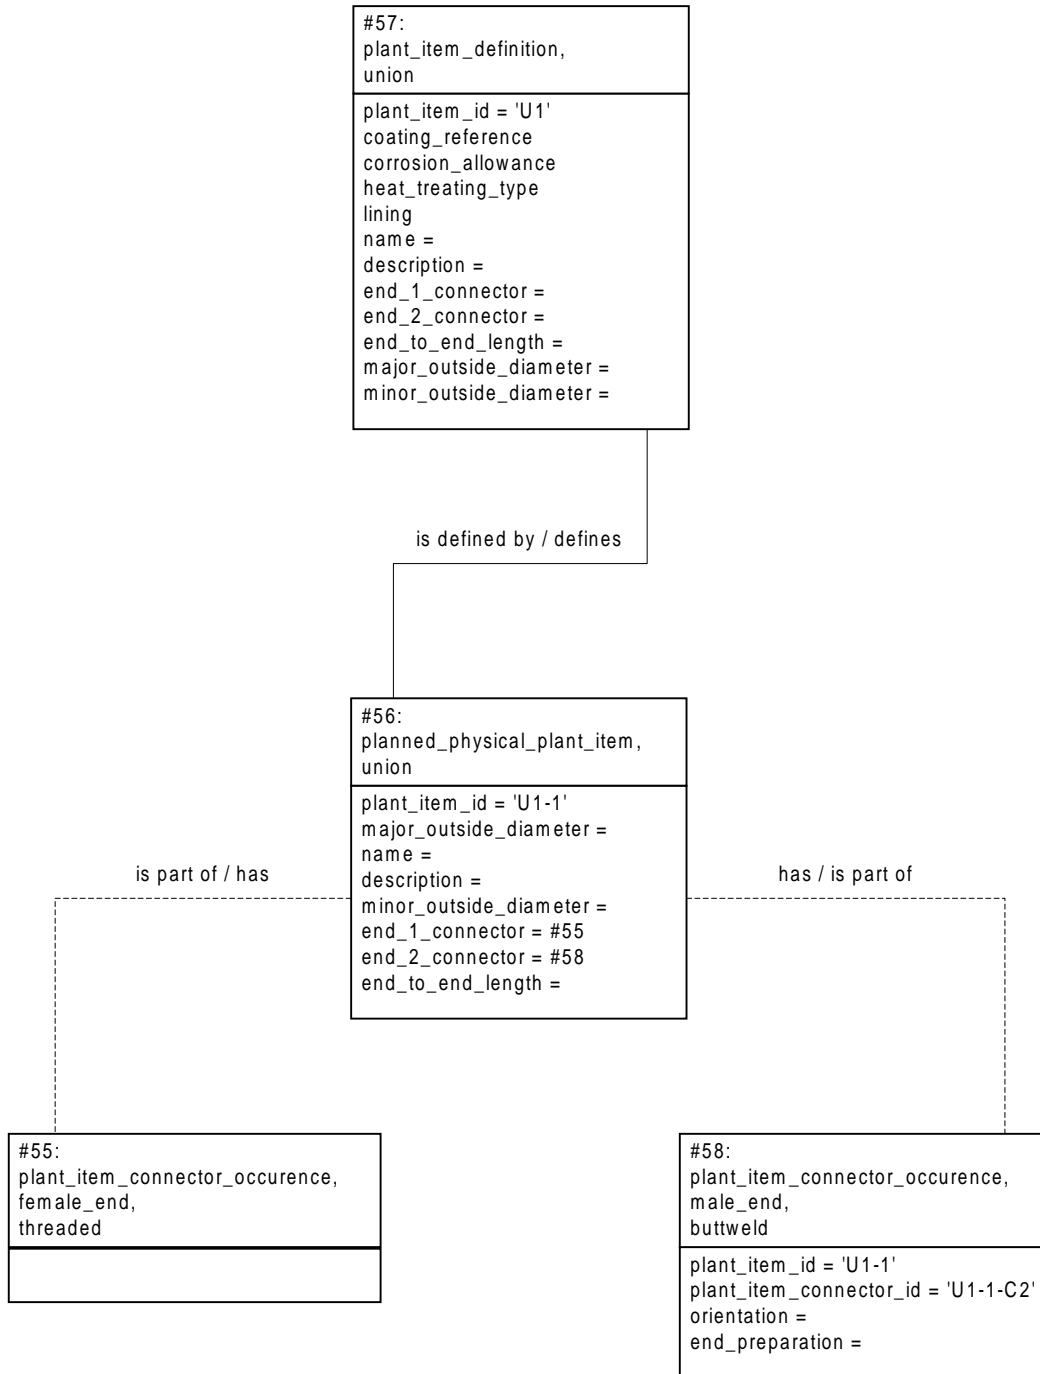 #57:
plant_item_definition,
union
plant_item_id = 'U1'
coating_reference
corrosion_allowance
heat_treating_type
lining
name =
description =
end_1_connector =
end_2_connector =
end_to_end_length =
major_outside_diameter =
minor_outside_diameter =
is defined by / defines
#56:
planned_physical_plant_item,
union
plant_item_id = 'U1-1'
major_outside_diameter =
name =
description =
minor_outside_diameter =
end_1_connector = #55
end_2_connector = #58
end_to_end_length =
is part of / has
has / is part of
#55:
plant_item_connector_occurence,
female_end,
threaded
#58:
plant_item_connector_occurence,
male_end,
buttweld
plant_item_id = 'U1-1'
plant_item_connector_id = 'U1-1-C2'
orientation =
end_preparation =